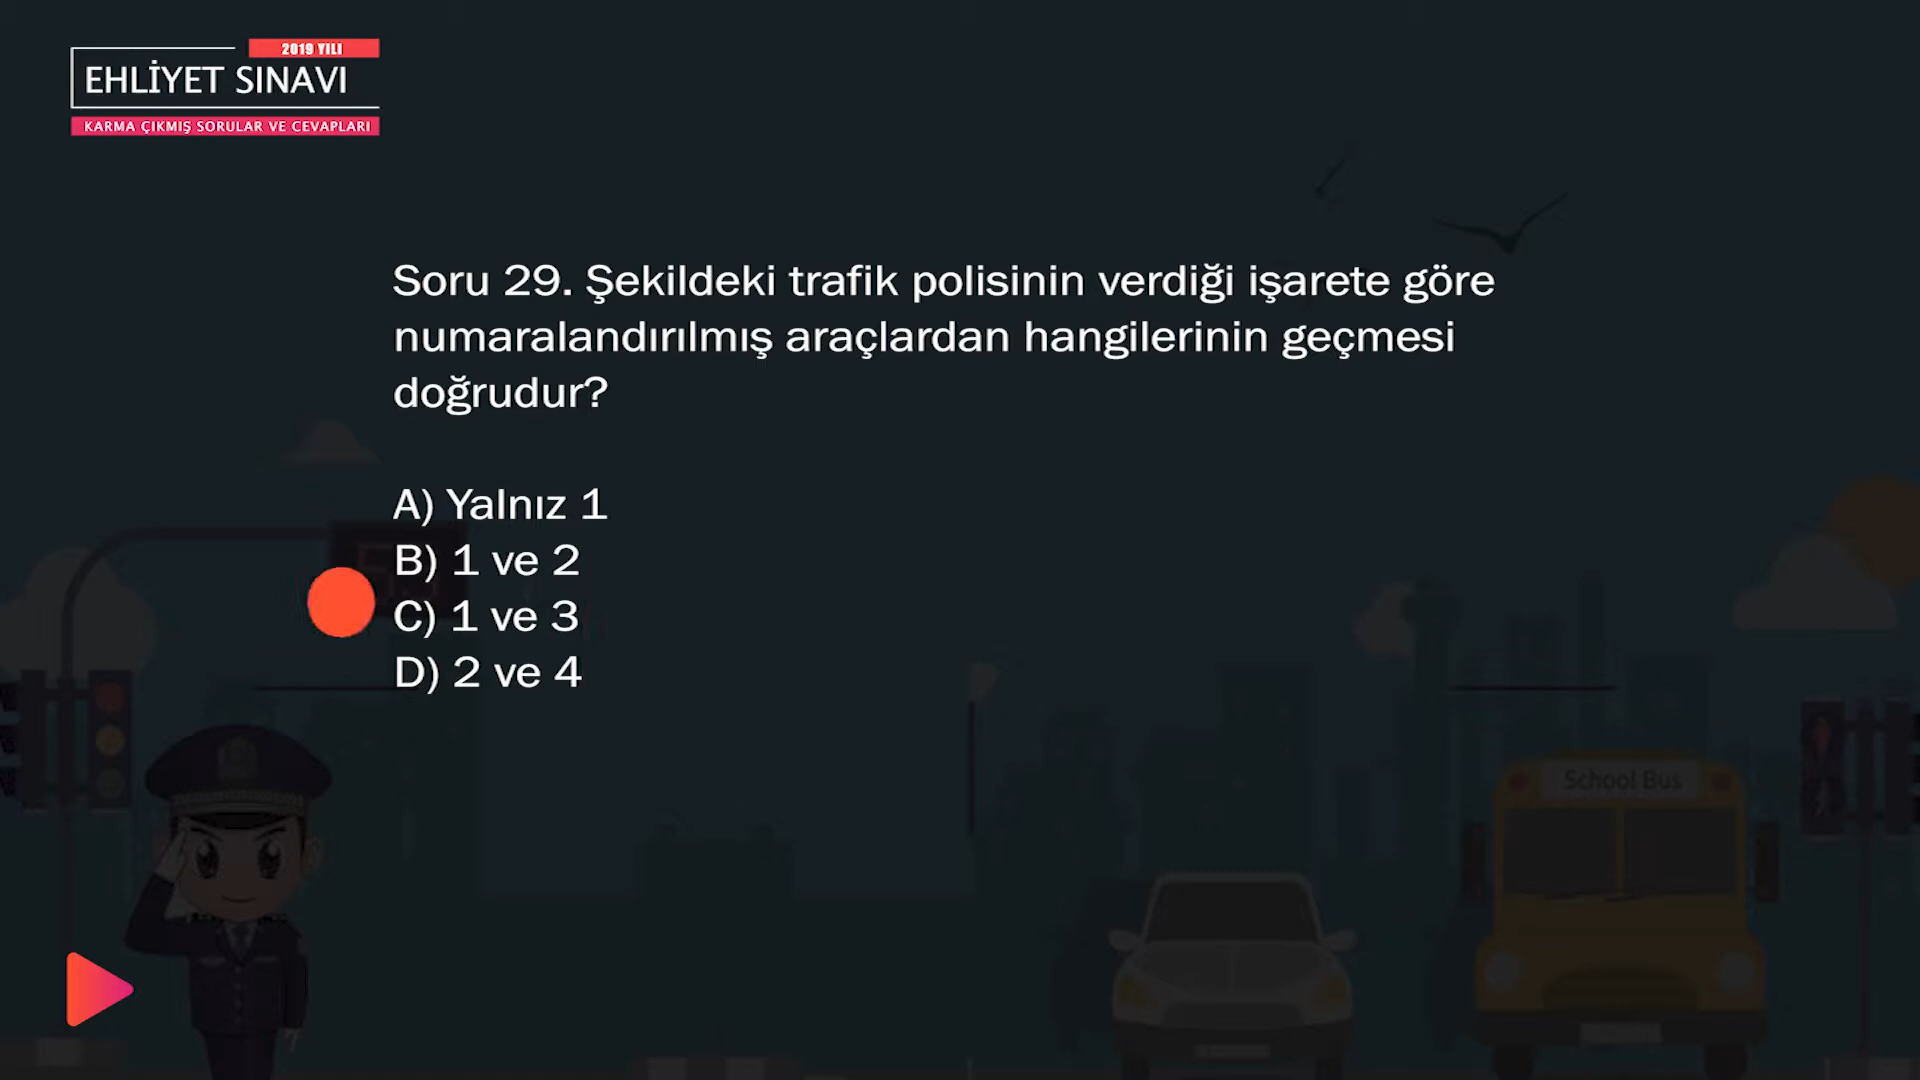 2019 YILI
EHLİYET SINAVI
KARMA ÇIKMIŞ SORULAR VE CEVAPLARI
Soru 29. Şekildeki trafik polisinin verdiği işarete göre
numaralandırılmış araçlardan hangilerinin geçmesi
doğrudur?
A) Yalnız 1
B) 1 ve 2
C) 1 ve 3
D) 2 ve 4
School Bus